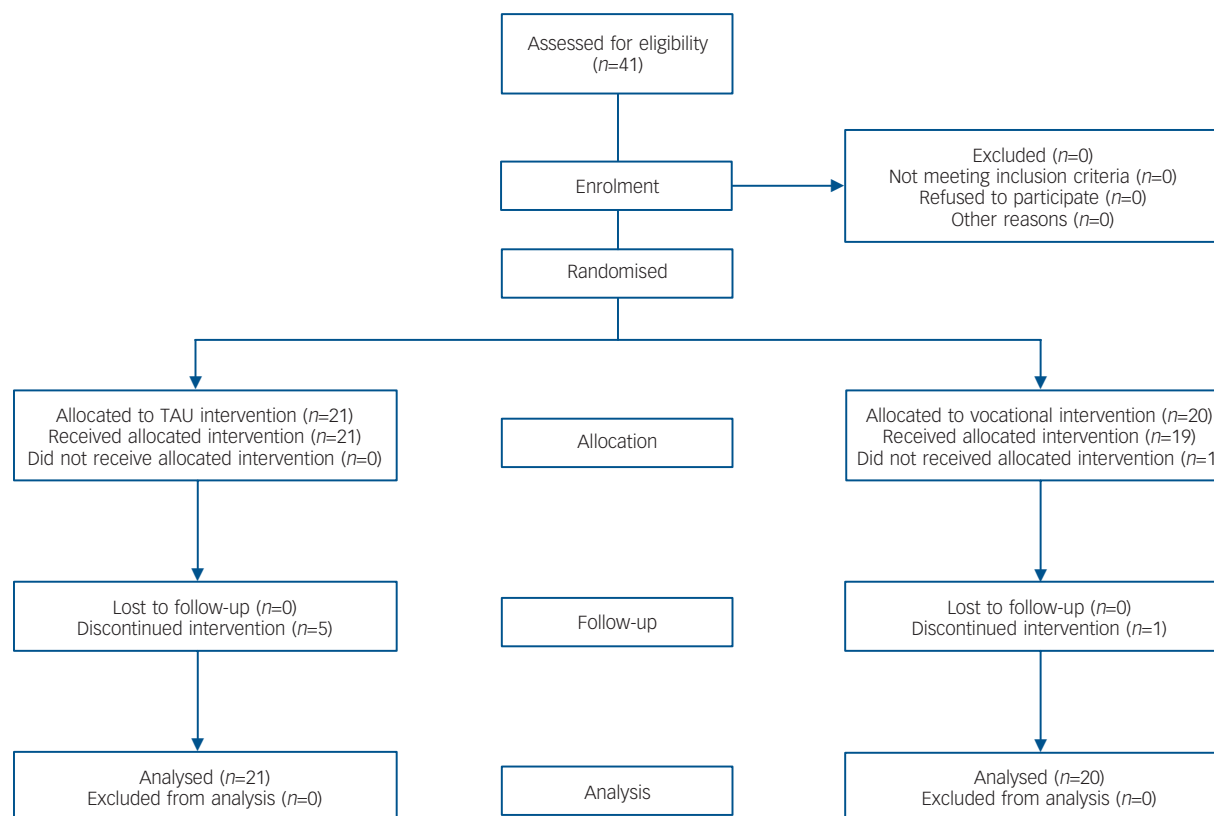 Assessed for eligibility
(n=41)
Excluded (n=0)
Not meeting inclusion criteria (n=0)
Refused to participate (n=0)
Other reasons (n=0)
Enrolment
Randomised
Allocated to TAU intervention (n=21)
Received allocated intervention (n=21)
Did not receive allocated intervention (n=0)
Allocation
Allocated to vocational intervention (n=20)
Received allocated intervention (n=19)
Did not received allocated intervention (n=1
Lost to follow-up (n=0)
Discontinued intervention (n=5)
Follow-up
Lost to follow-up (n=0)
Discontinued intervention (n=1)
Analysed (n=21)
Excluded from analysis (n=0)
Analysis
Analysed (n=20)
Excluded from analysis (n=0)